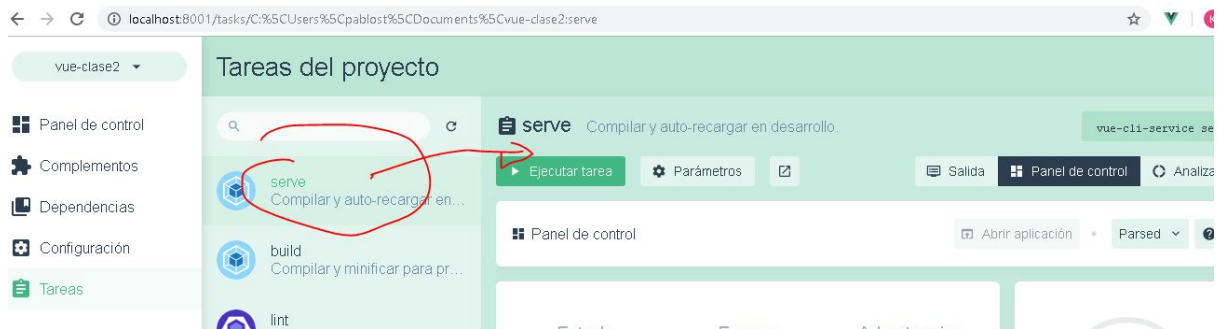 localhost:8001/tasks/C:%5CUsers%5Cpablost%5CDocuments%5Cvue-clase2:serve
vue-clase2
Tareas del proyecto
Panel de control
Complementos
Dependencias
Configuración
Tareas
serve
Compilar y auto-recargar en...
build
Compilar y minificar para pr...
lint
serve Compilar y auto-recargar en desarrollo.
vue-cli-service se
Ejecutar tarea Parámetros Salida Panel de control Analiza
Panel de control Abrir aplicación Parsed